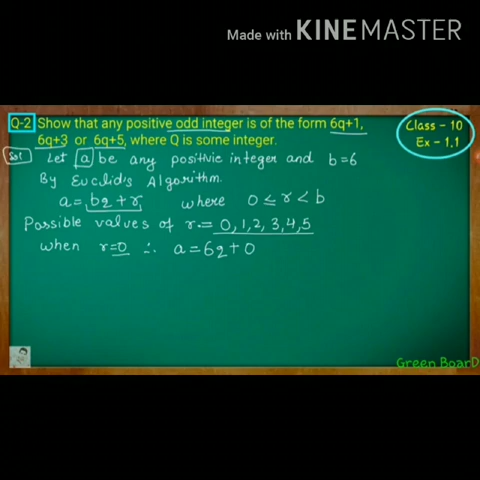 Made with KINEMASTER
Q-2 Show that any positive odd integer is of the form 6q+1,
6q+3 or 6q+5, where Q is some integer.
Class - 10
Ex - 1.1
Sol Let a be any positivie integer and b=6
By Euclid's Algorithm.
a = bq + r, where 0 ≤ r < b
Possible values of r = 0, 1, 2, 3, 4, 5
when r=0 ∴ a = 6q + 0
Green BoarD